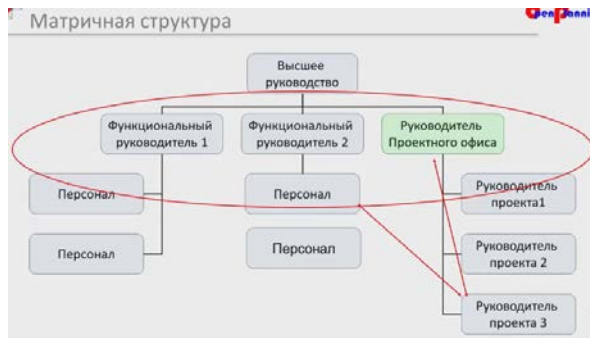 Матричная структура
Высшее
руководство
Функциональный
руководитель 1
Функциональный
руководитель 2
Руководитель
Проектного офиса
Персонал
Персонал
Руководитель
проекта1
Персонал
Персонал
Руководитель
проекта 2
Руководитель
проекта 3